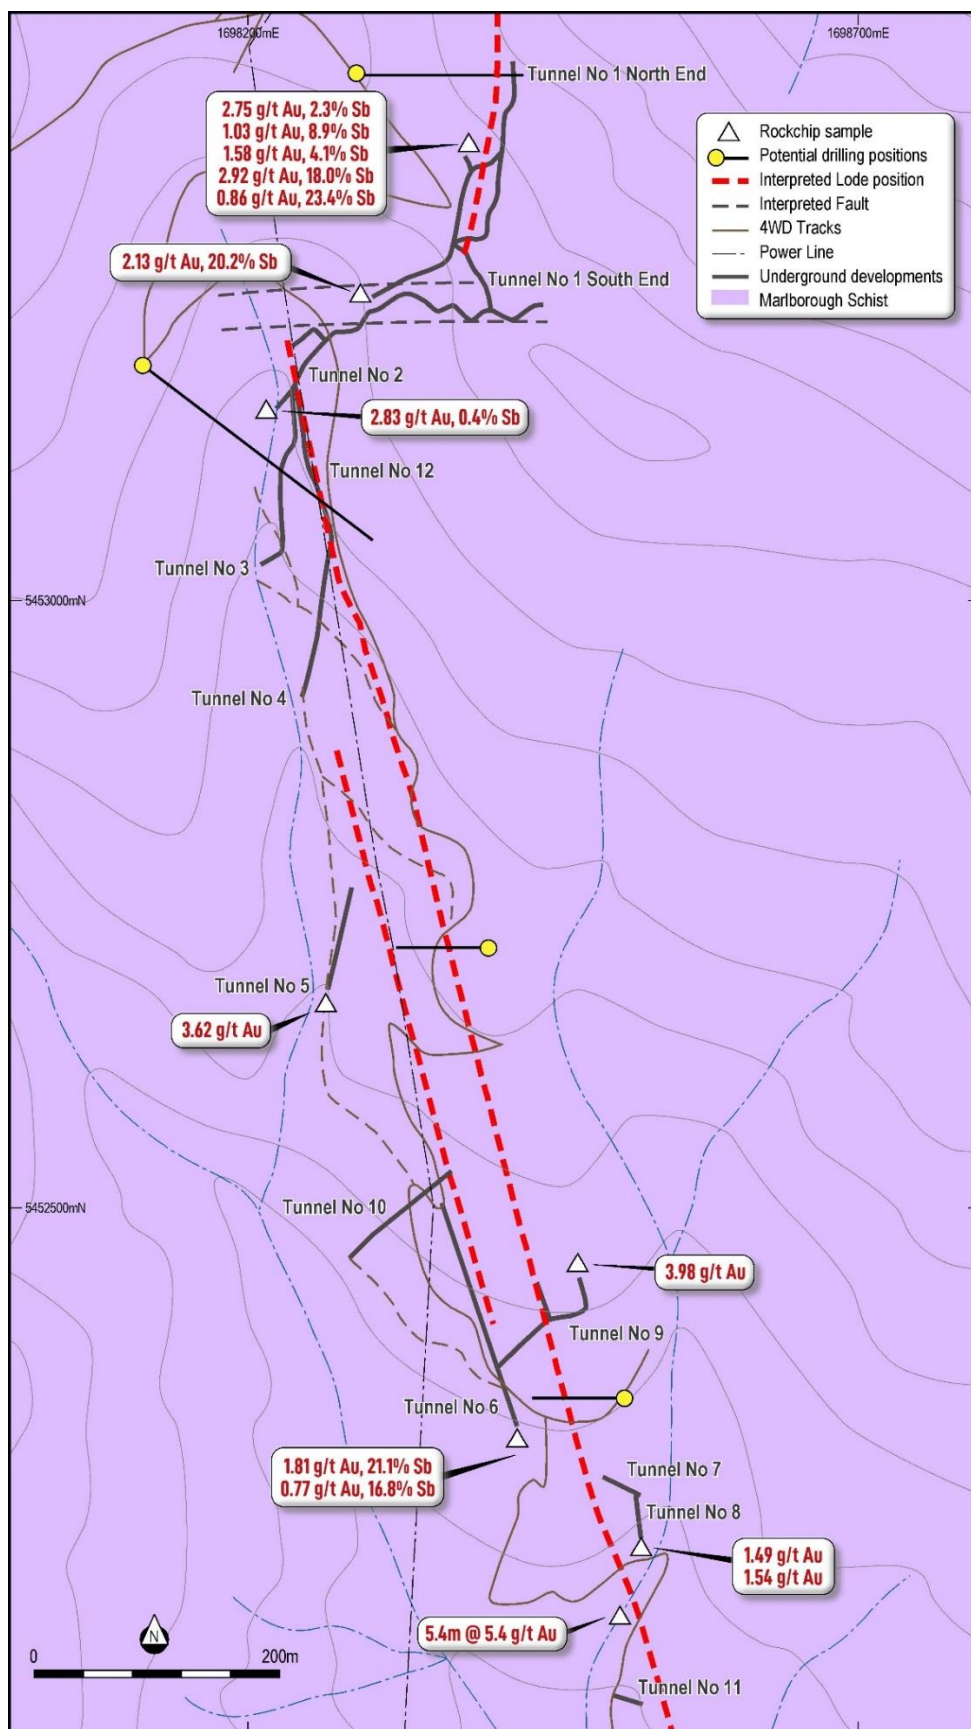 1698200mE
1698700mE
Tunnel No 1 North End
2.75 g/t Au, 2.3% Sb
1.03 g/t Au, 8.9% Sb
1.58 g/t Au, 4.1% Sb
2.92 g/t Au, 18.0% Sb
0.86 g/t Au, 23.4% Sb
Rockchip sample
Potential drilling positions
Interpreted Lode position
Interpreted Fault
4WD Tracks
Power Line
Underground developments
Marlborough Schist
2.13 g/t Au, 20.2% Sb
Tunnel No 1 South End
Tunnel No 2
2.83 g/t Au, 0.4% Sb
Tunnel No 12
Tunnel No 3
5453000mN
Tunnel No 4
Tunnel No 5
3.62 g/t Au
Tunnel No 10
5452500mN
3.98 g/t Au
Tunnel No 9
Tunnel No 6
1.81 g/t Au, 21.1% Sb
0.77 g/t Au, 16.8% Sb
Tunnel No 7
Tunnel No 8
1.49 g/t Au
1.54 g/t Au
5.4m @ 5.4 g/t Au
N
0
200m
Tunnel No 11